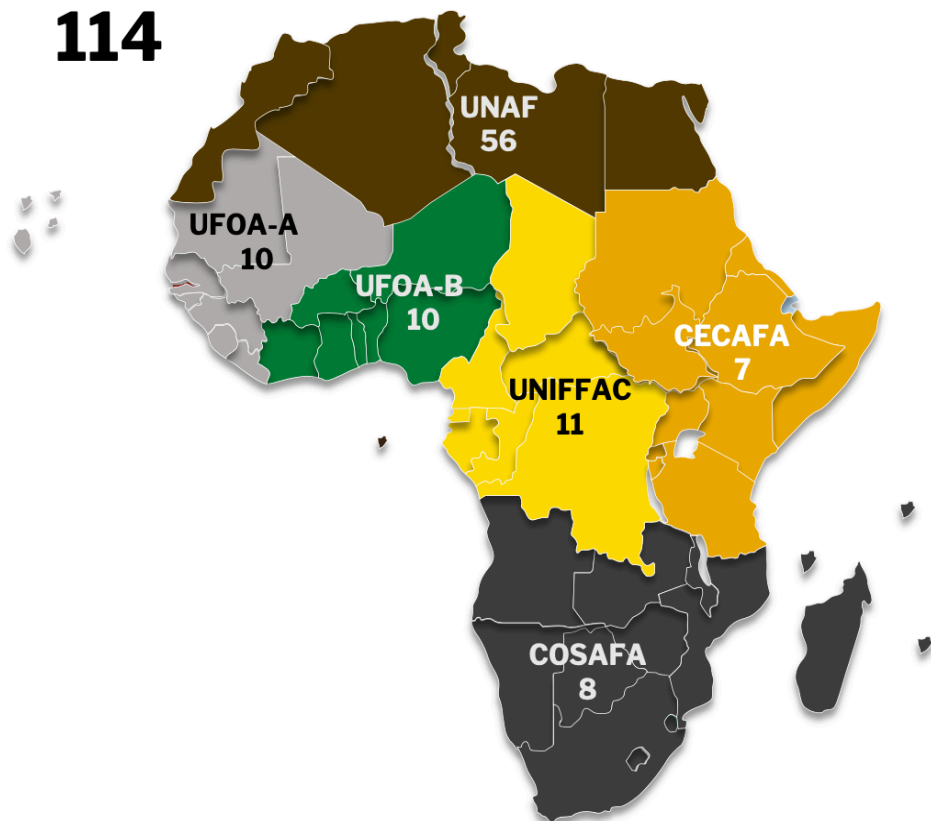 114
UNAF
56
UFOA-A
10
UFOA-B
10
CECAFA
7
UNIFFAC
11
COSAFA
8